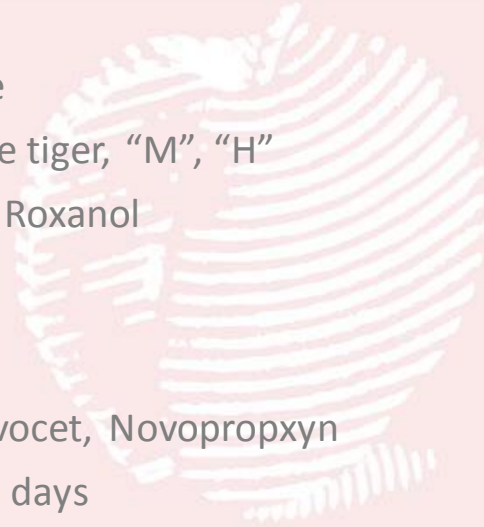 e
e tiger, “M”, “H”
Roxanol
vocet, Novopropxyn
days